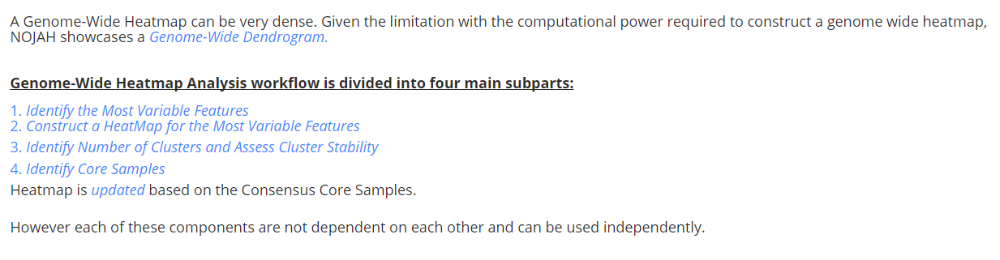 A Genome-Wide Heatmap can be very dense. Given the limitation with the computational power required to construct a genome wide heatmap,
NOJAH showcases a Genome-Wide Dendrogram.
Genome-Wide Heatmap Analysis workflow is divided into four main subparts:
1. Identify the Most Variable Features
2. Construct a HeatMap for the Most Variable Features
3. Identify Number of Clusters and Assess Cluster Stability
4. Identify Core Samples
Heatmap is updated based on the Consensus Core Samples.
However each of these components are not dependent on each other and can be used independently.